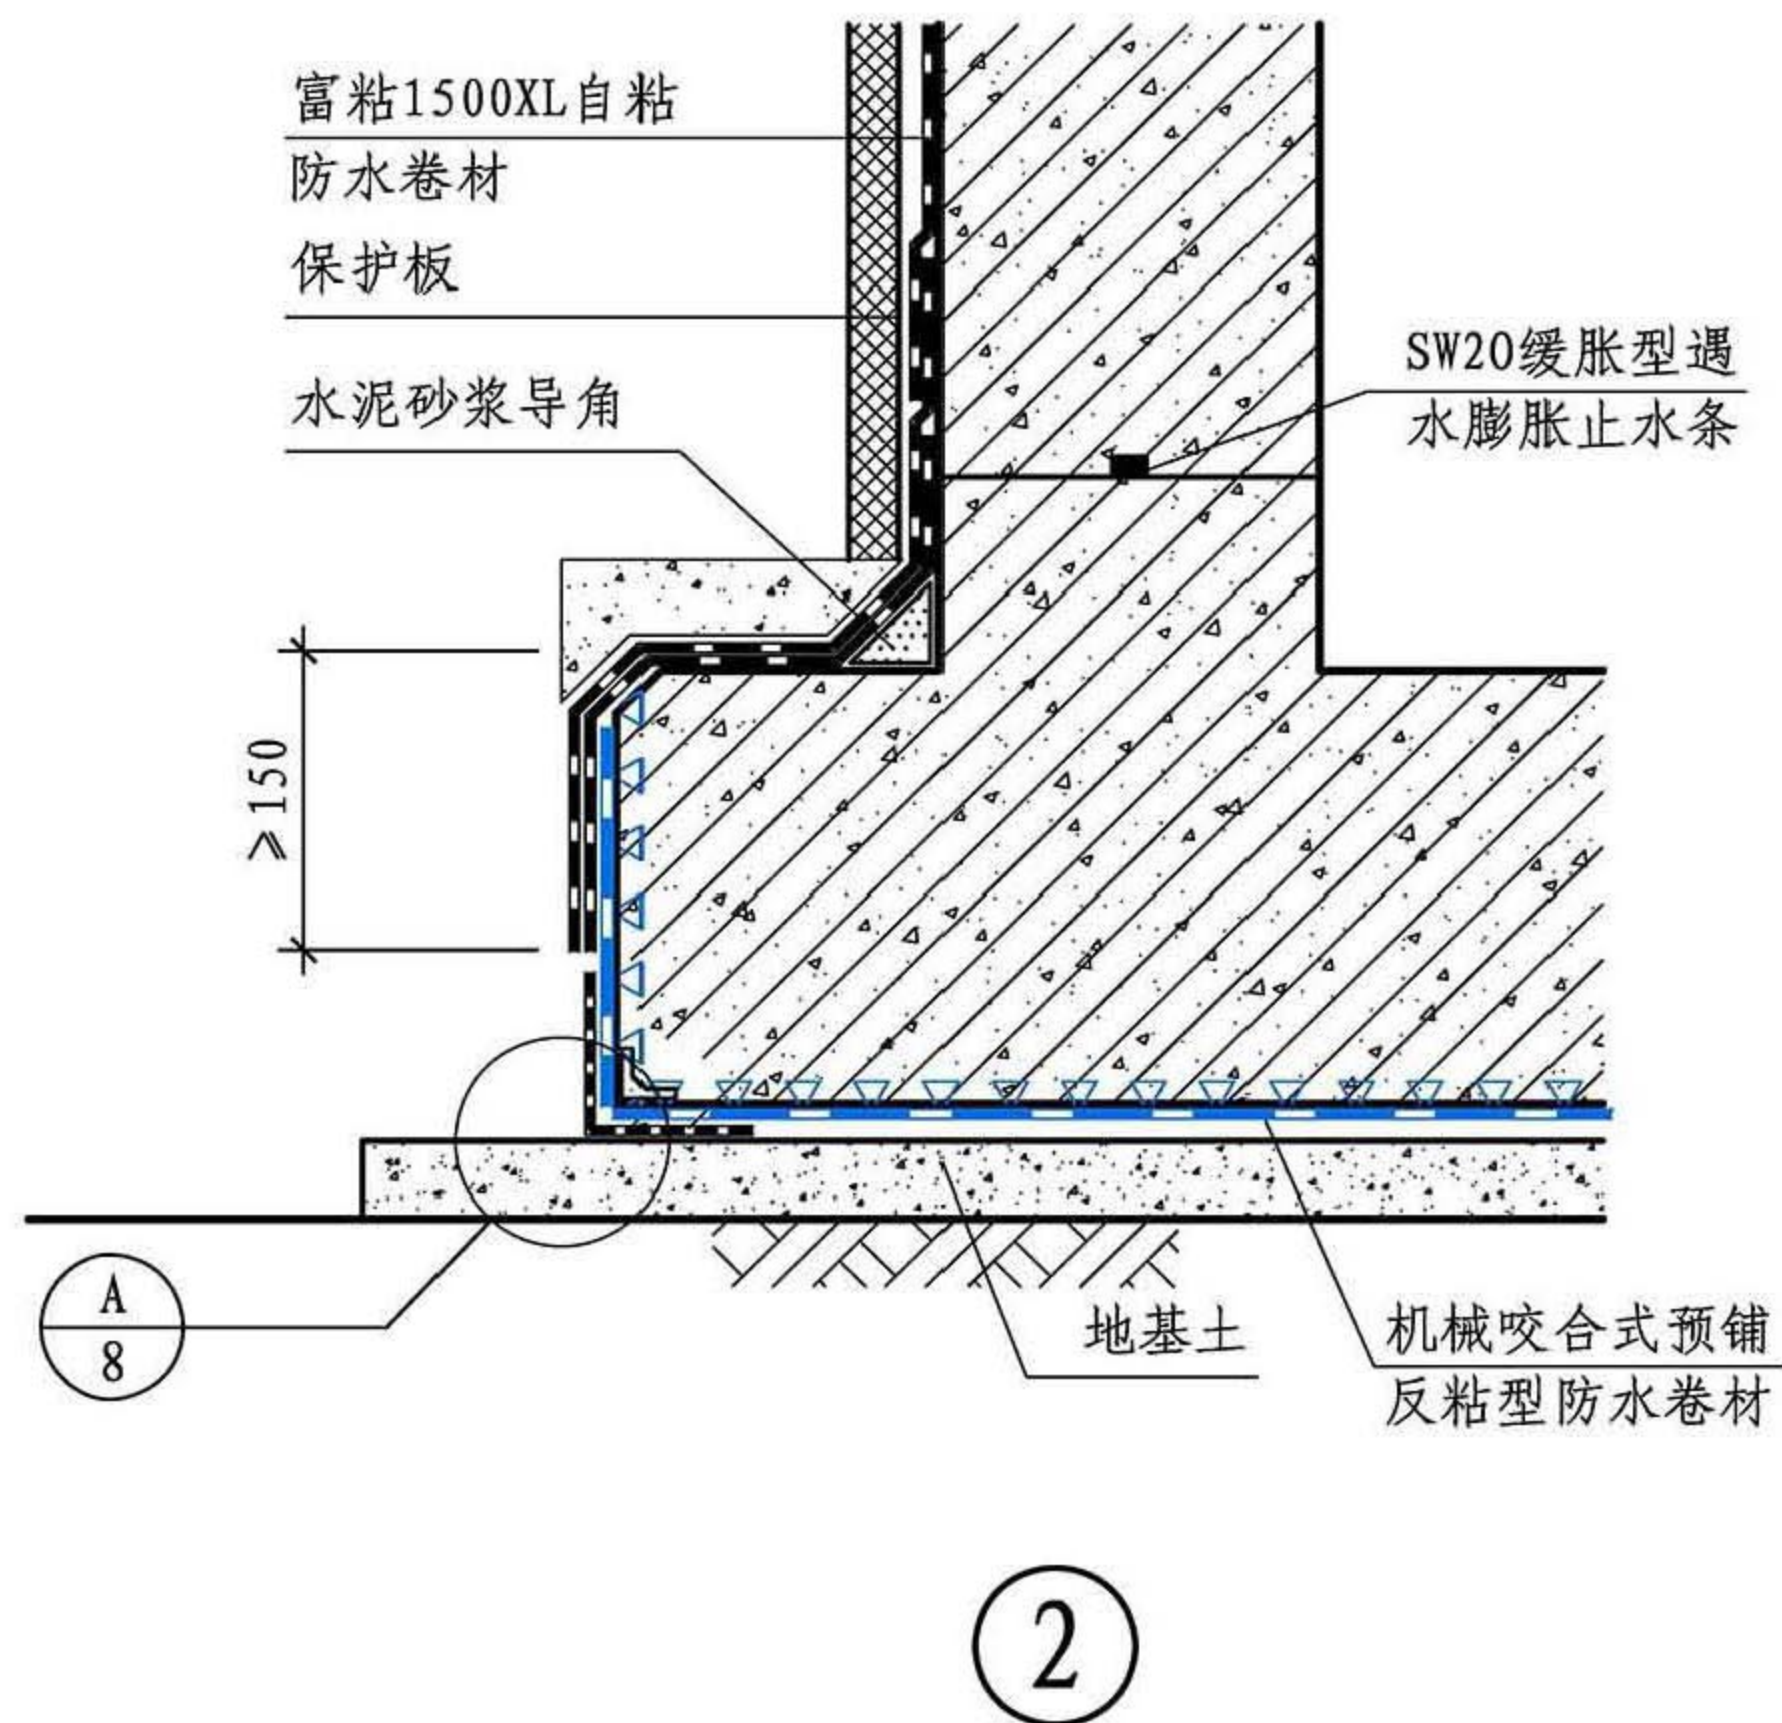 富粘1500XL自粘
防水卷材
保护板
水泥砂浆导角
SW20缓胀型遇
水膨胀止水条
≥150
A
8
地基土
机械咬合式预铺
反粘型防水卷材
2